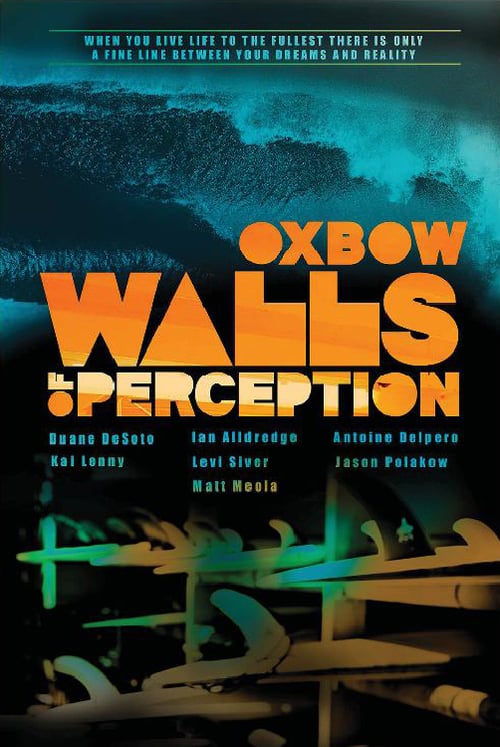 WHEN YOU LIVE LIFE TO THE FULLEST THERE IS ONLY
A FINE LINE BETWEEN YOUR DREAMS AND REALITY
OXBOW
WALLS
OF PERCEPTION
Duane DeSoto Ian Alldredge Antoine Delpero
Kai Lenny Levi Siver Jason Polakow
Matt Meola